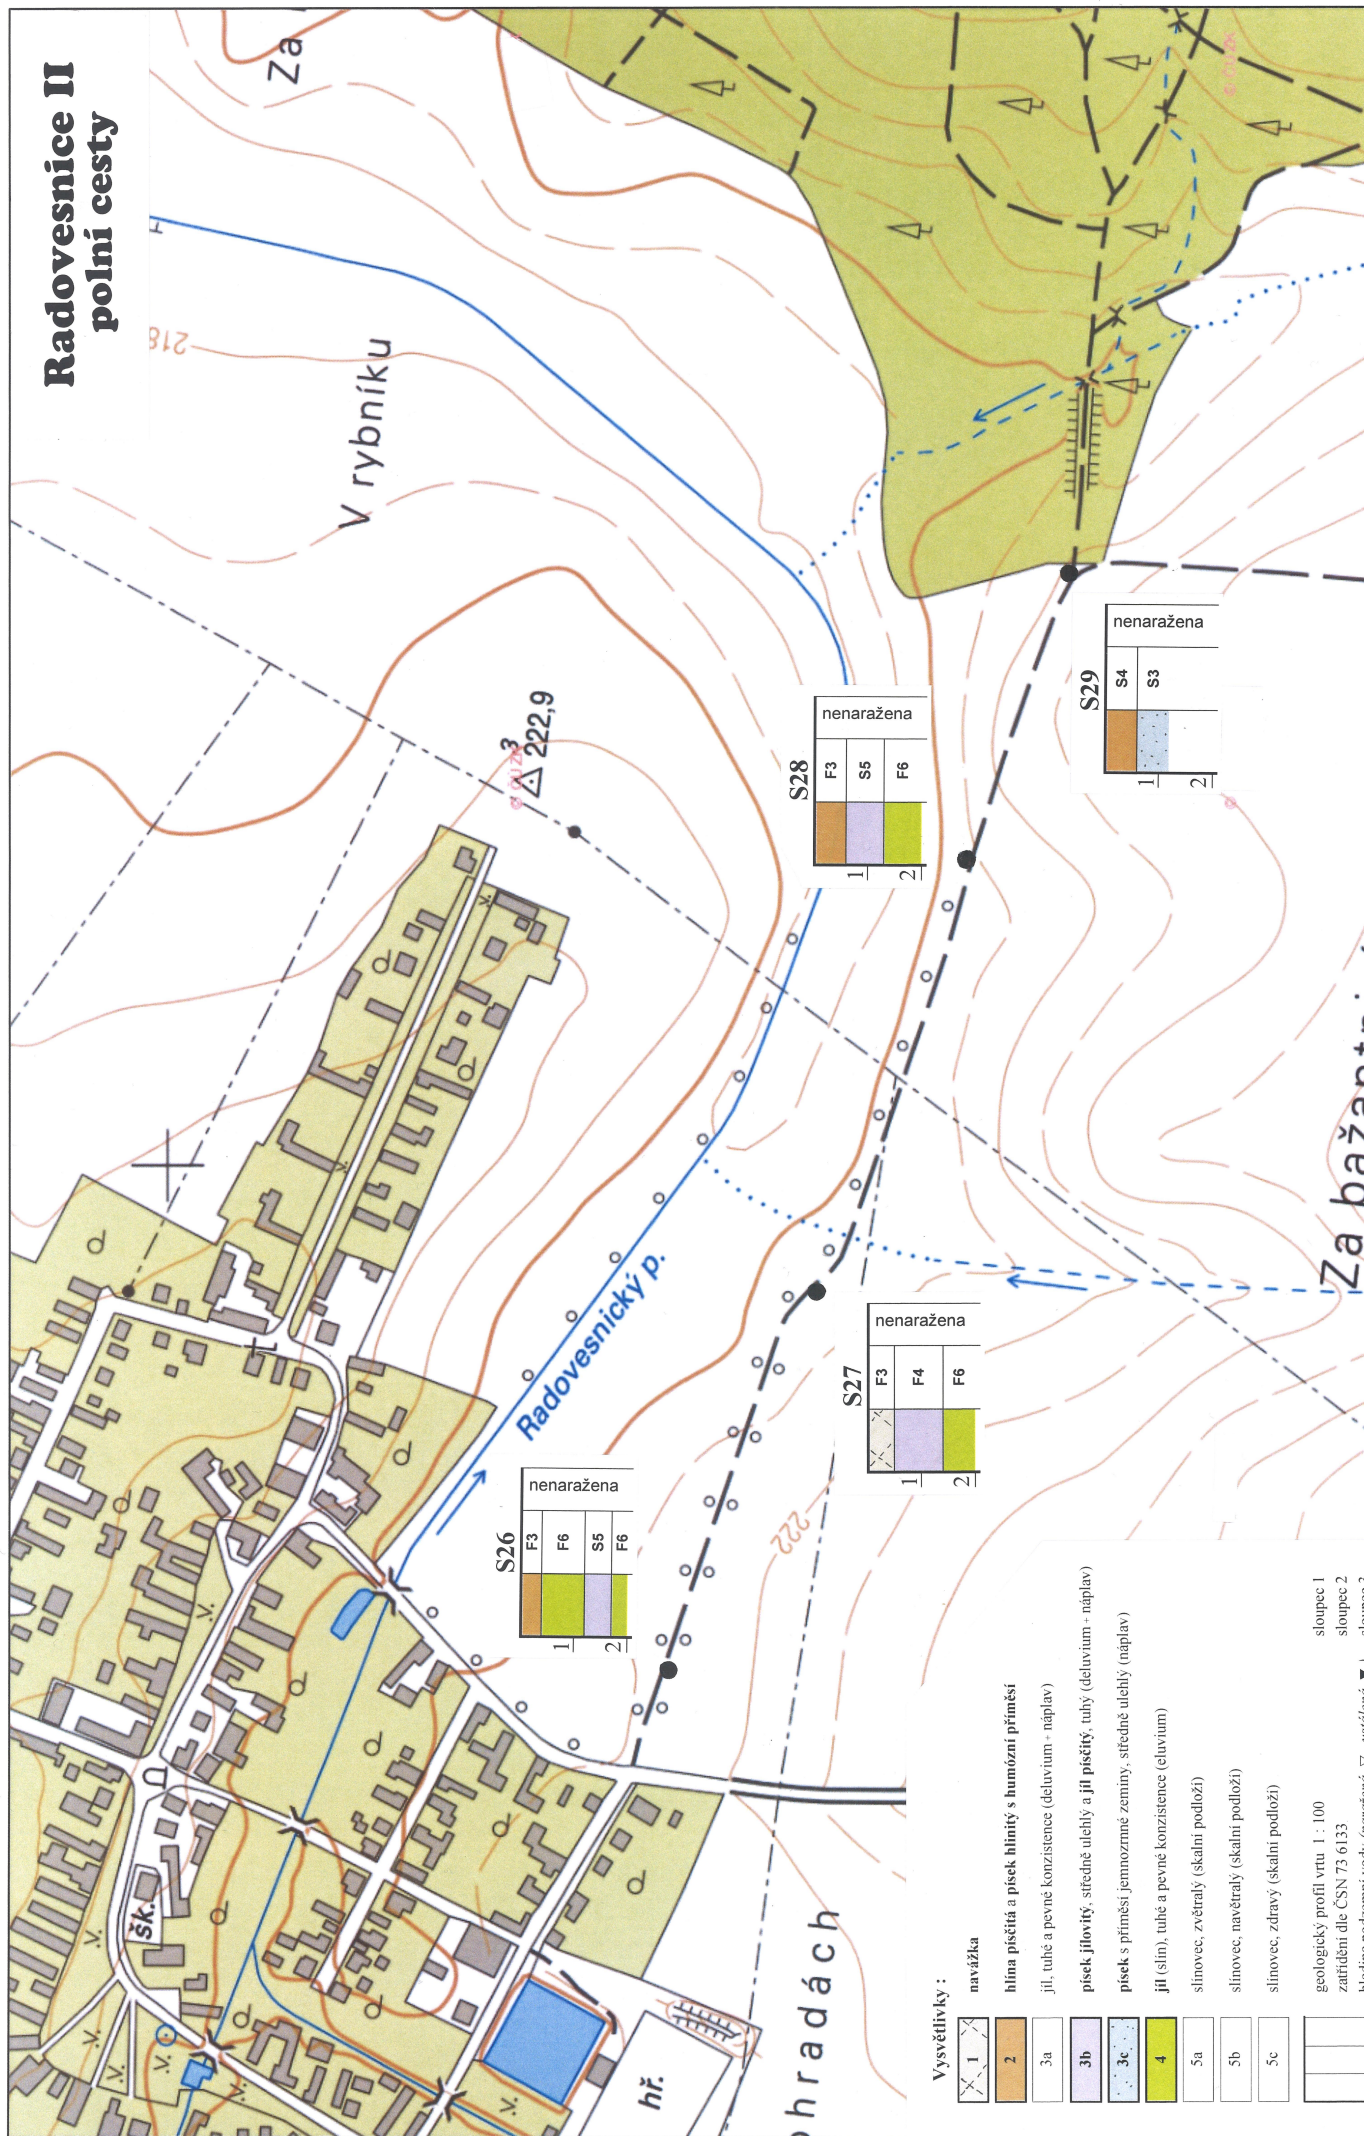 Radovesnice II
polní cesty
Za
V rybníku
218
© ČÚZK
3
222,9
© ČÚZK
S28
F3
S5
F6
nenaražena
1
2
S29
S4
S3
nenaražena
1
2
S27
F3
F4
F6
nenaražena
1
2
S26
F3
F6
S5
F6
nenaražena
1
2
Radovesnický p.
222
šk.
hř.
v.
v.
v.
v.
v.
v.
v.
v.
Vysvětlivky :
1 navážka
2 hlína písčitá a písek hlinitý s humózní příměsí
3a jíl, tuhé a pevné konzistence (deluvium + náplav)
3b písek jílovitý, středně ulehlý a jíl písčitý, tuhý (deluvium + náplav)
3c písek s příměsí jemnozrnné zeminy, středně ulehlý (náplav)
4 jíl (slín), tuhé a pevné konzistence (eluvium)
5a slínovec, zvětralý (skalní podloží)
5b slínovec, navětralý (skalní podloží)
5c slínovec, zdravý (skalní podloží)
geologický profil vrtu 1 : 100 sloupec 1
zatřídění dle ČSN 73 6133 sloupec 2